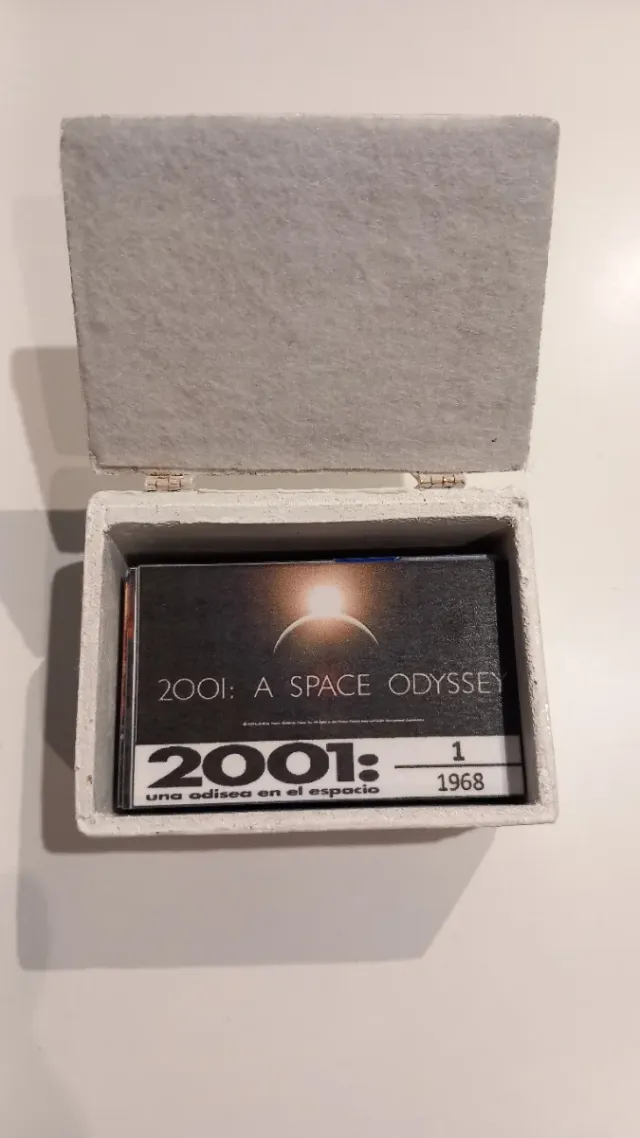 2001: A SPACE ODYSSEY
2001:
una odisea en el espacio
1
1968